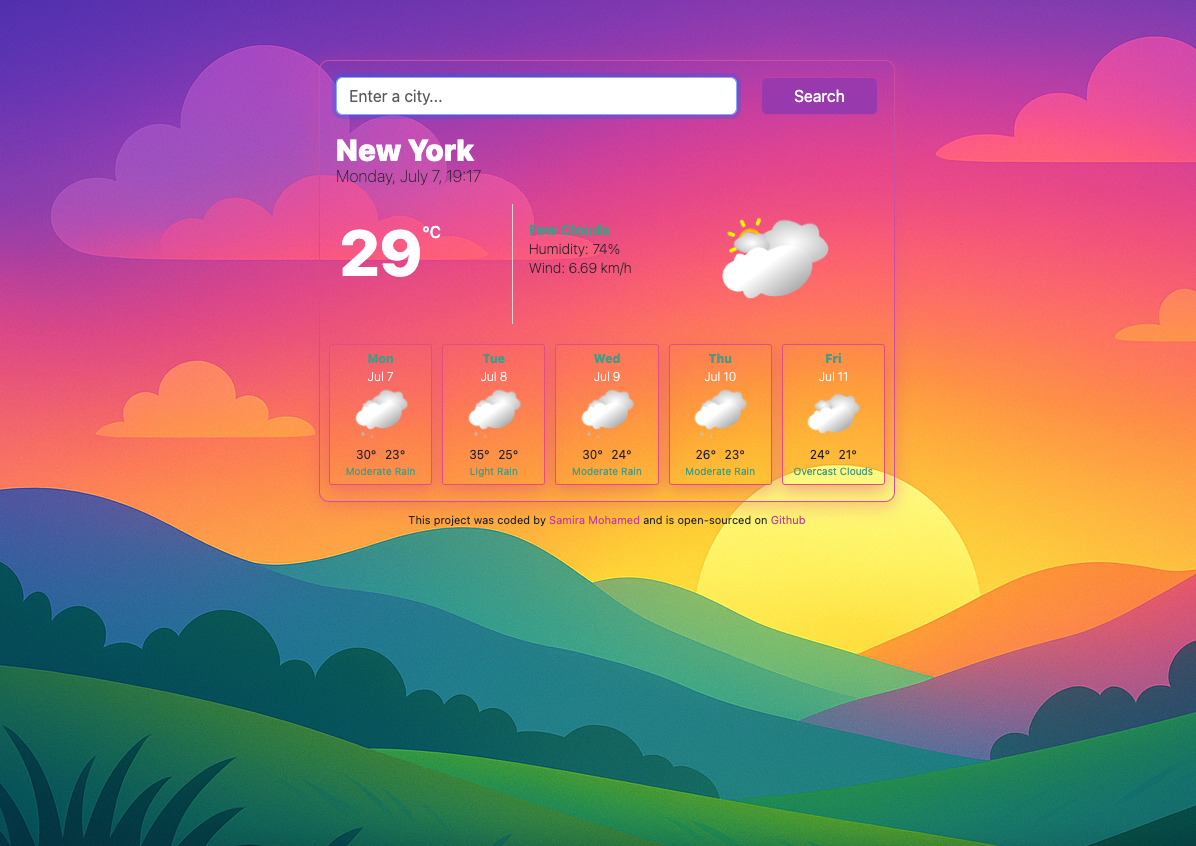 Enter a city...
Search
New York
Monday, July 7, 19:17
29 °C
Few Clouds
Humidity: 74%
Wind: 6.69 km/h
Mon
Jul 7
30° 23°
Moderate Rain
Tue
Jul 8
35° 25°
Light Rain
Wed
Jul 9
30° 24°
Moderate Rain
Thu
Jul 10
26° 23°
Moderate Rain
Fri
Jul 11
24° 21°
Overcast Clouds
This project was coded by Samira Mohamed and is open-sourced on Github